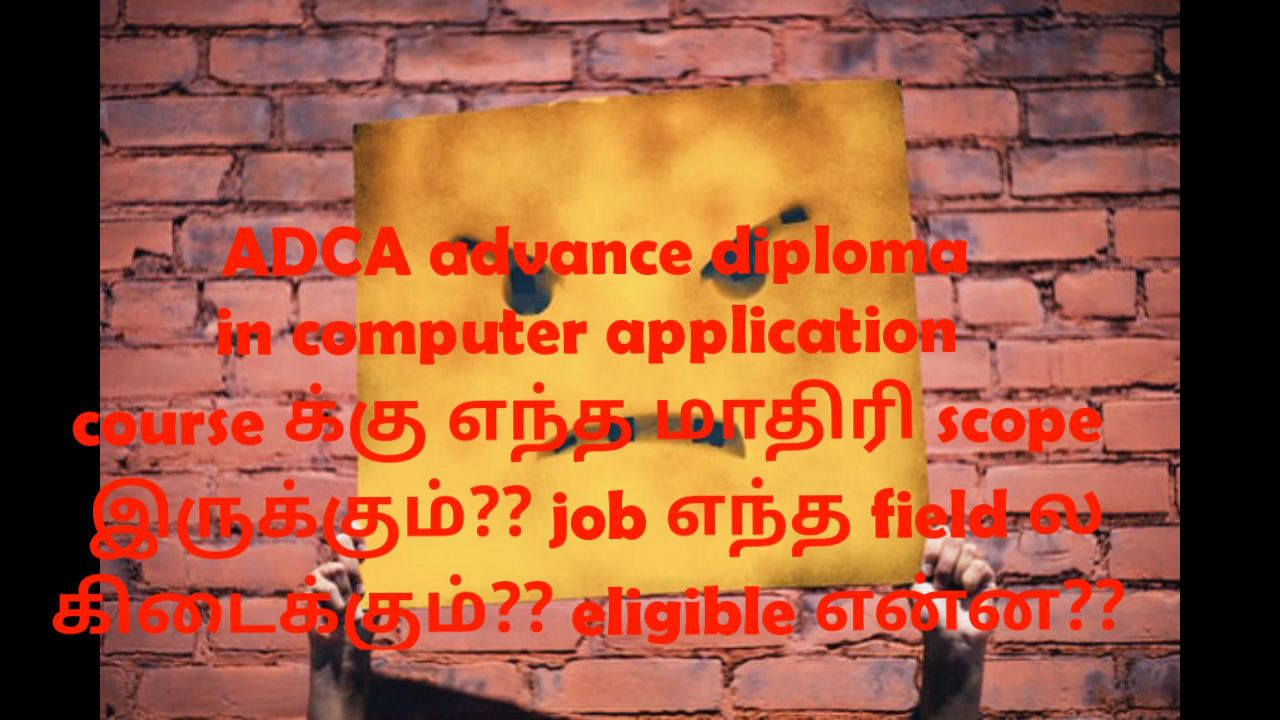 ADCA advance diploma
in computer application
course க்கு எந்த மாதிரி scope
இருக்கும்?? job எந்த field ல
கிடைக்கும்?? eligible என்ன??